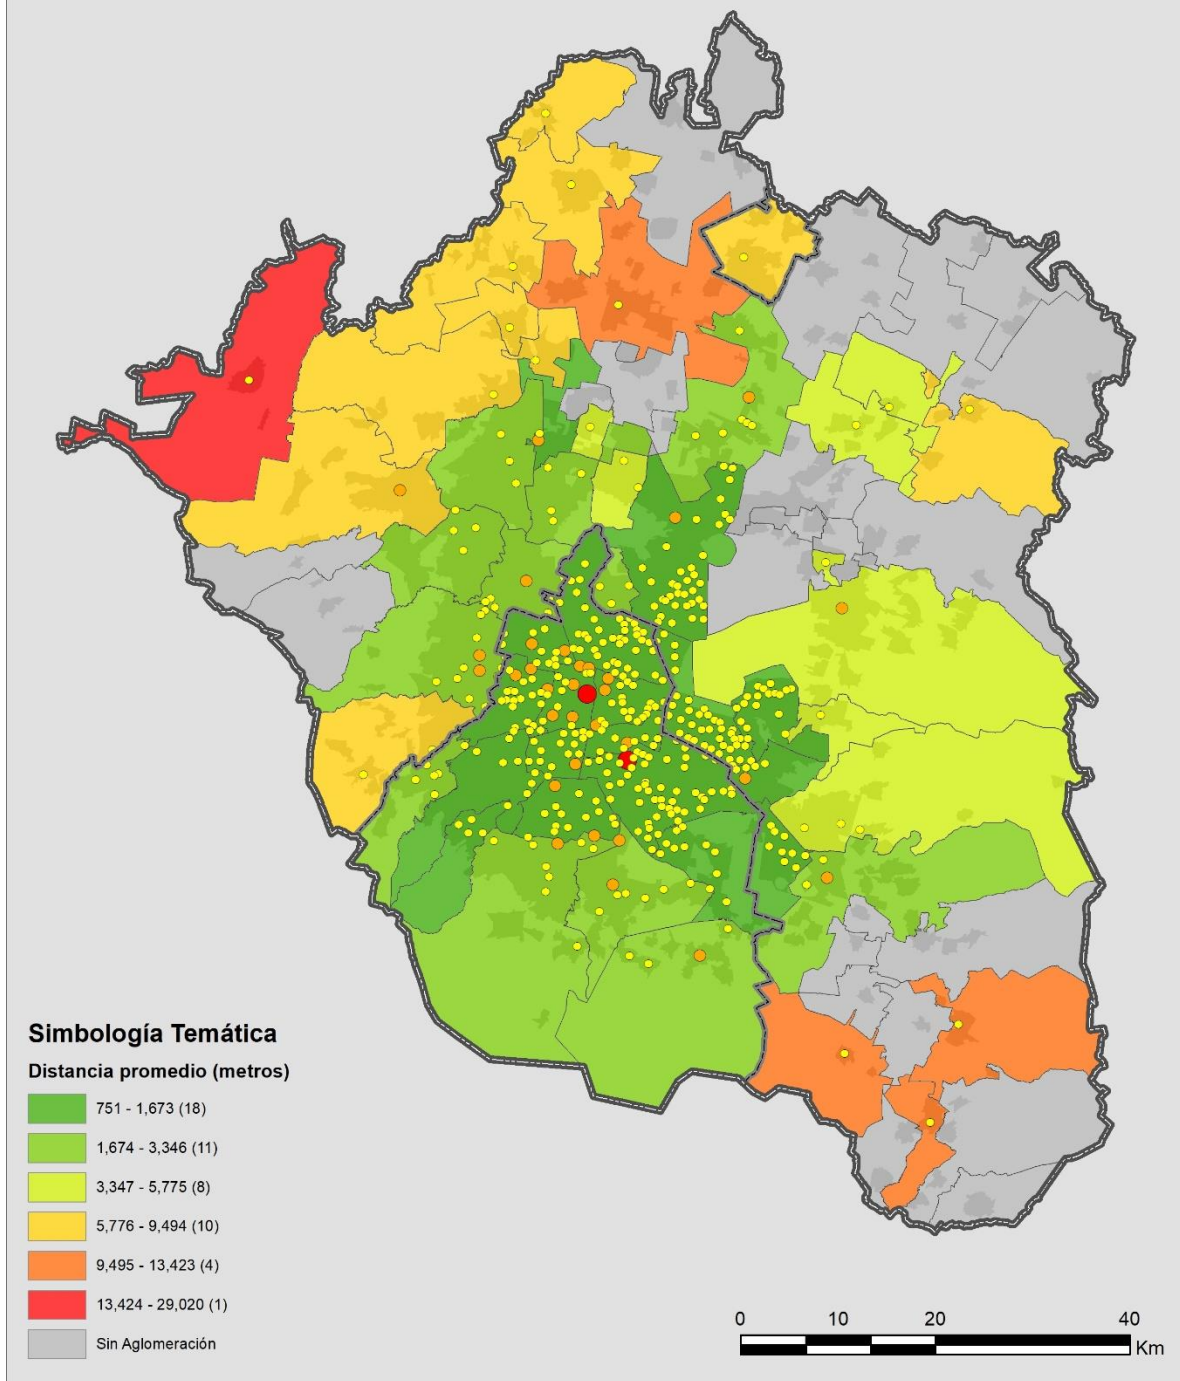 Simbología Temática
Distancia promedio (metros)
751 - 1,673 (18)
1,674 - 3,346 (11)
3,347 - 5,775 (8)
5,776 - 9,494 (10)
9,495 - 13,423 (4)
13,424 - 29,020 (1)
Sin Aglomeración
0 10 20 40
Km